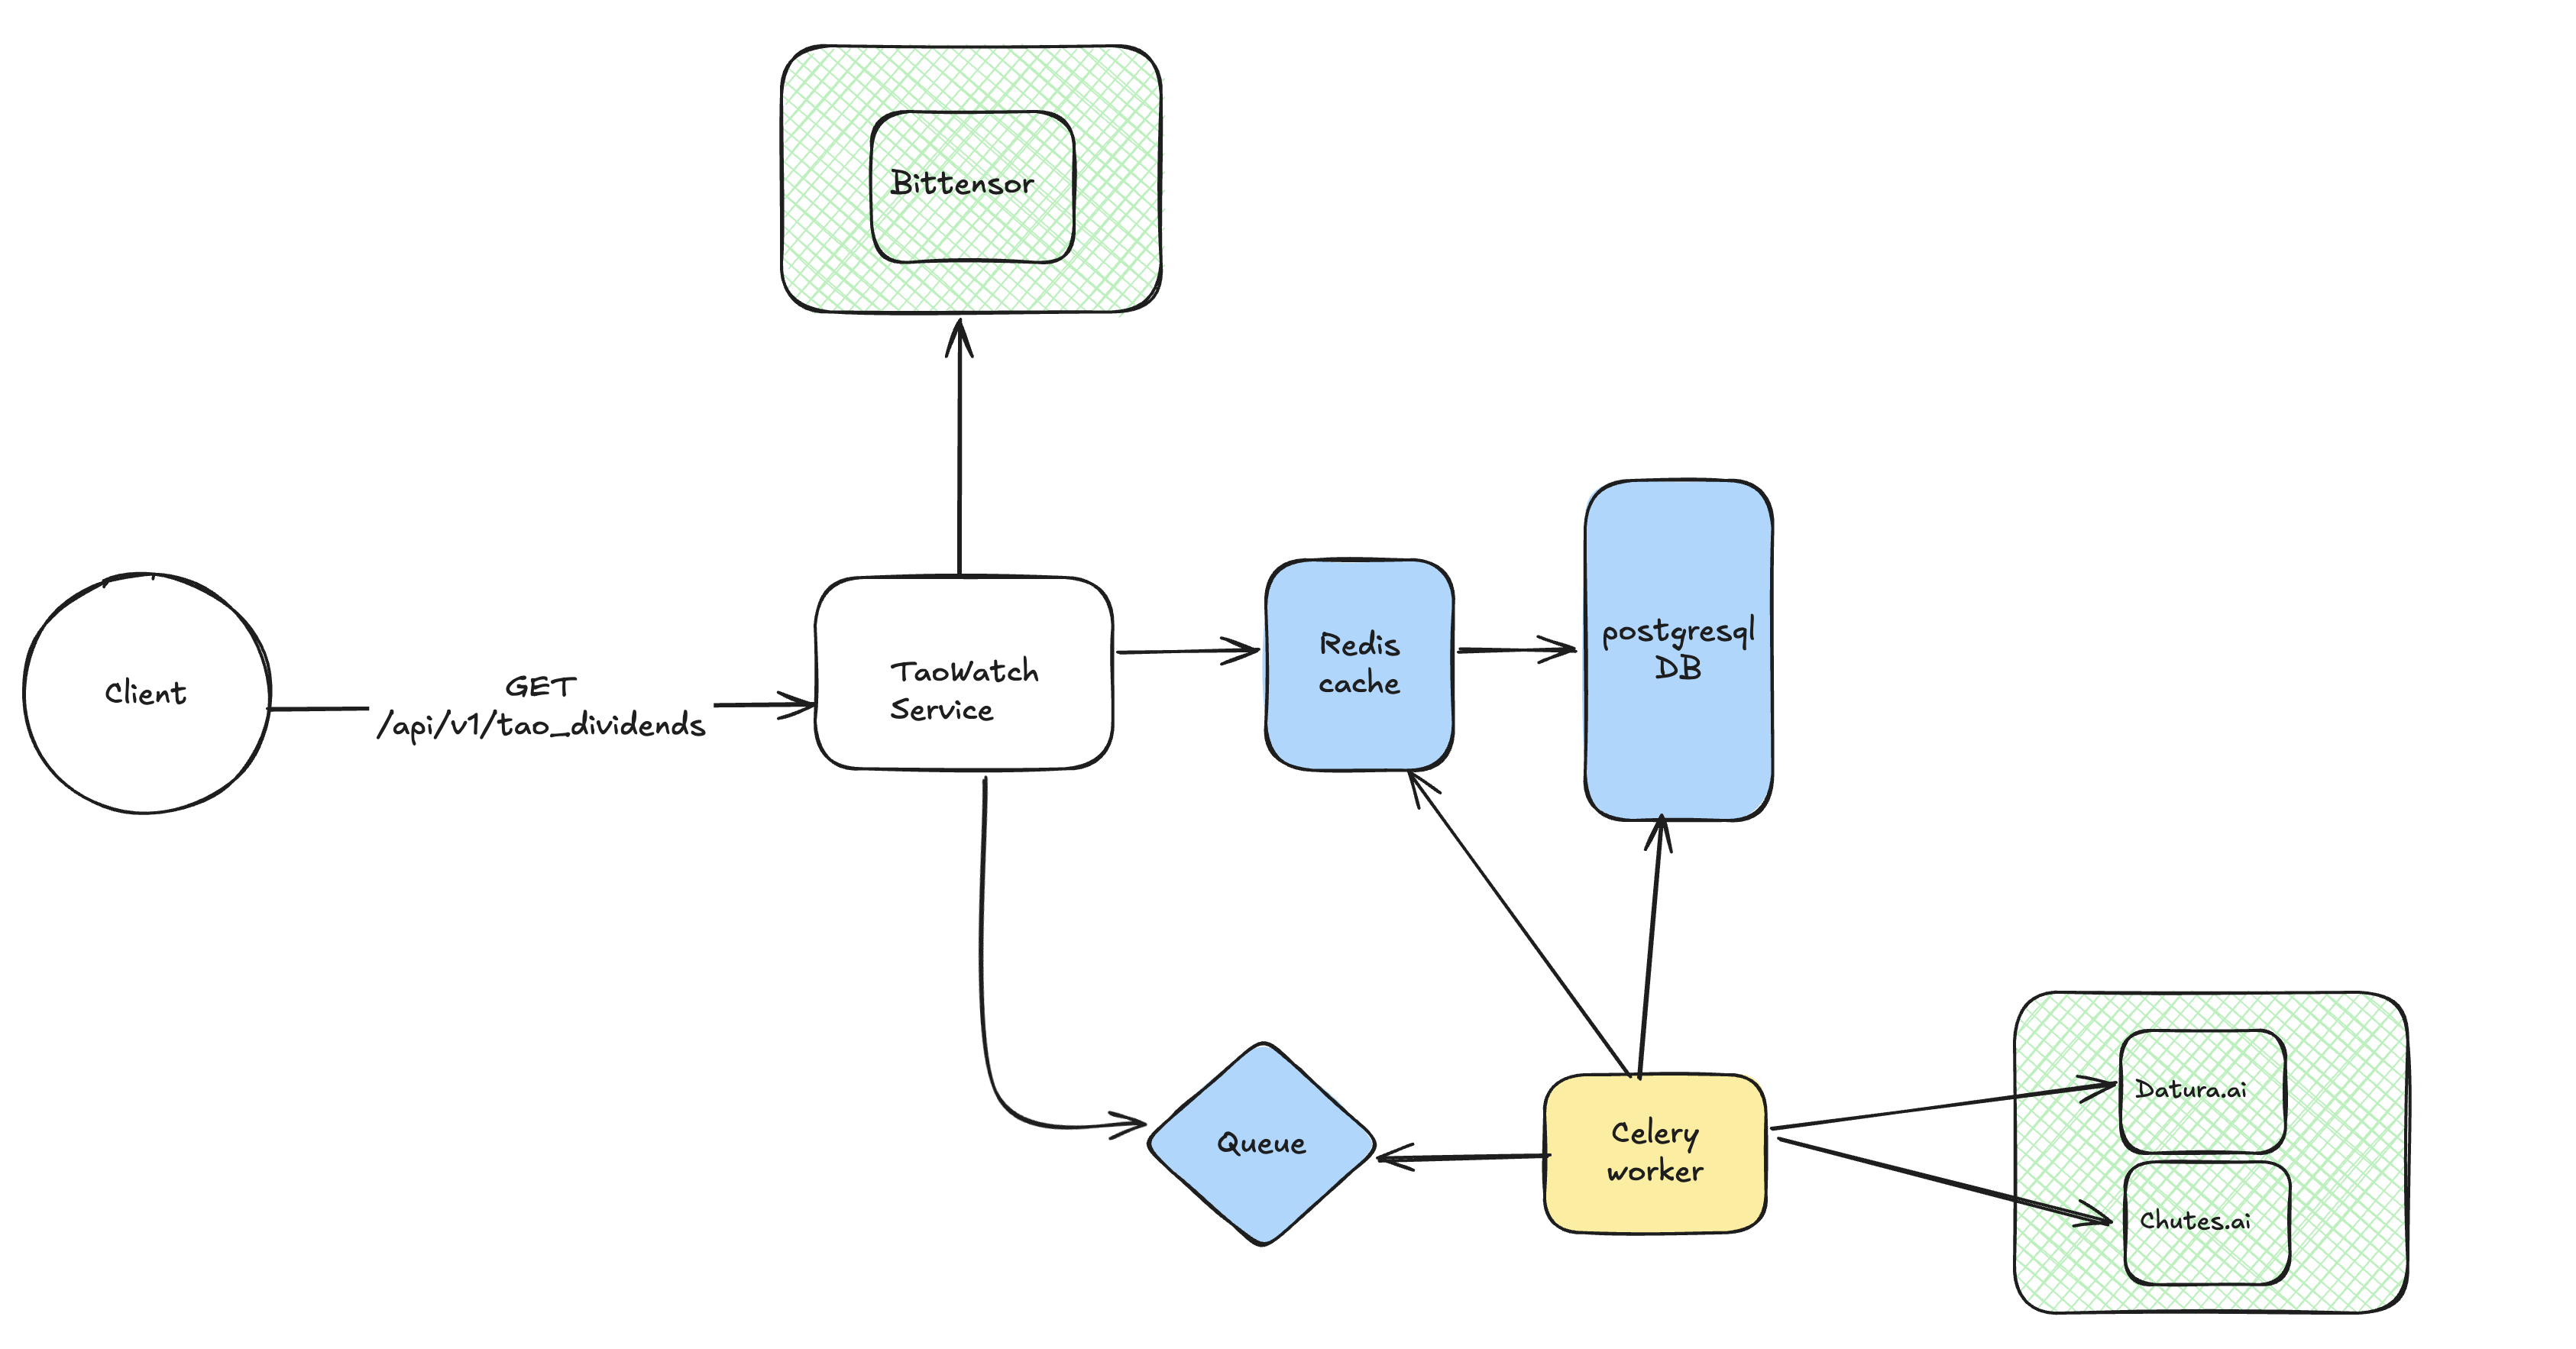 Bittensor
Client
GET
/api/v1/tao_dividends
TaoWatch
Service
Redis
cache
postgresql
DB
Queue
Celery
worker
Datura.ai
Chutes.ai